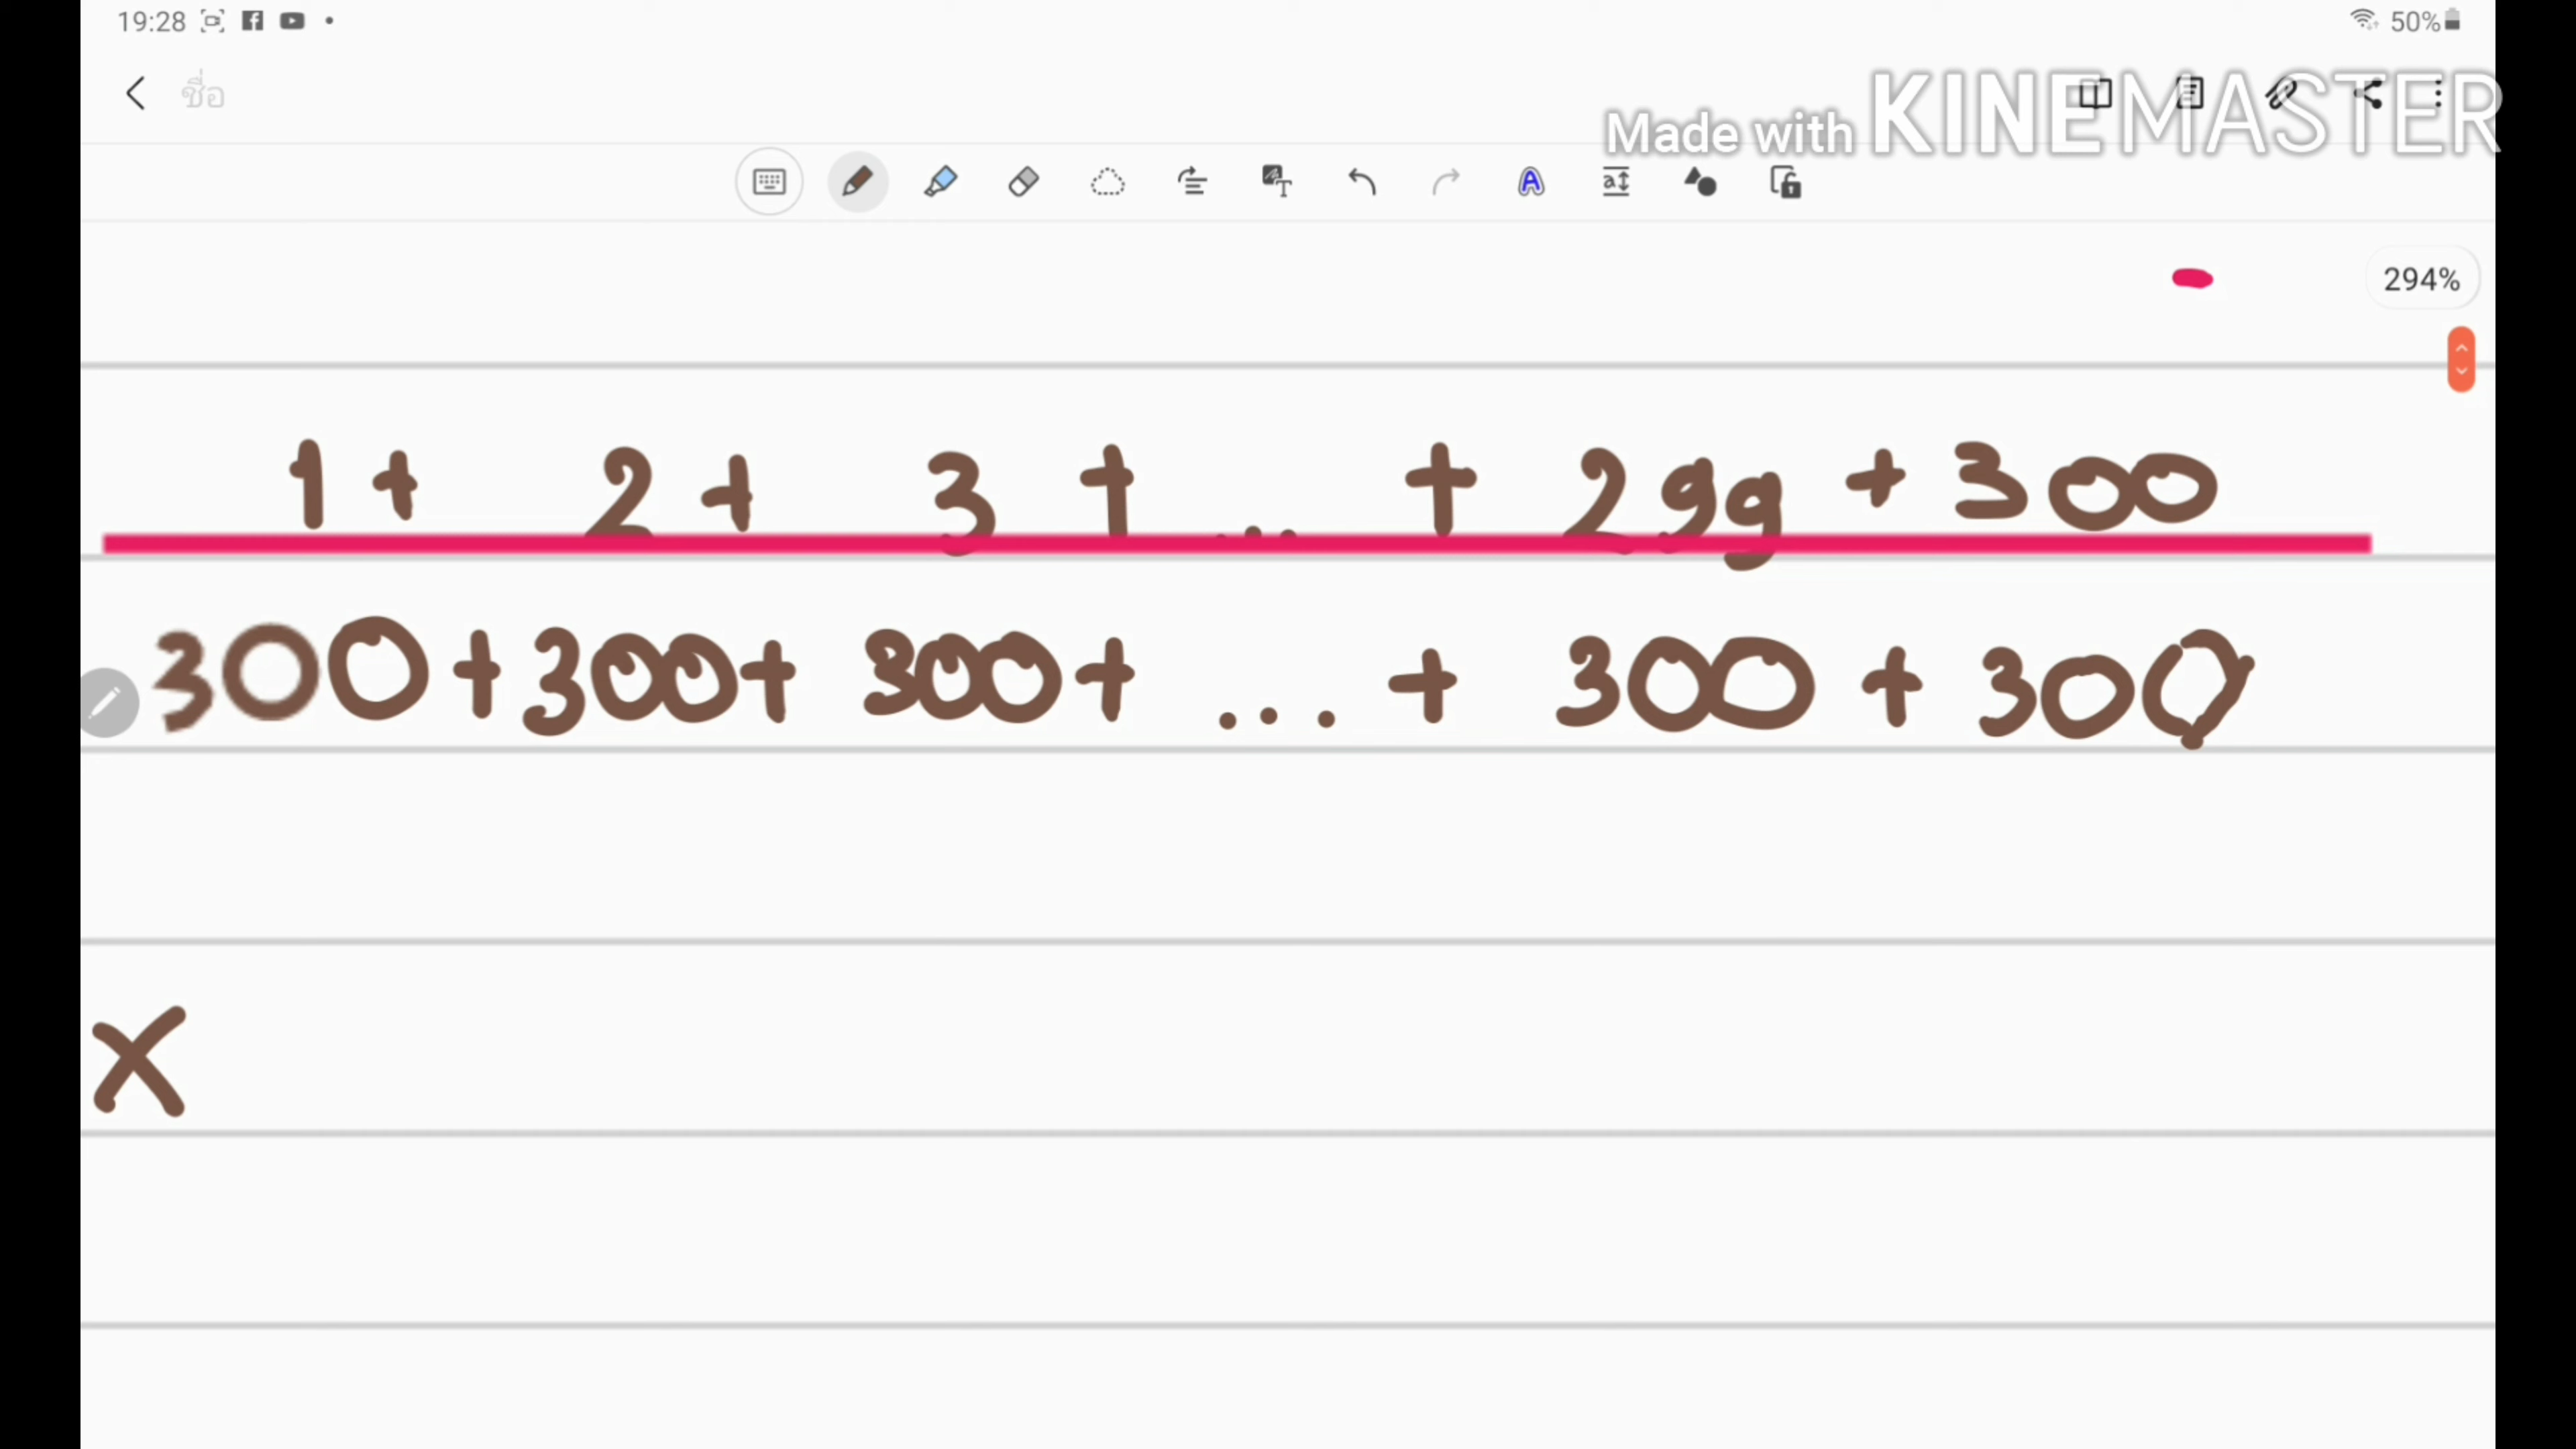 19:28
50%
ชื่อ
Made with KINEMASTER
294%
1 + 2 + 3 + ... + 299 + 300
300 + 300 + 300 + ... + 300 + 300
X